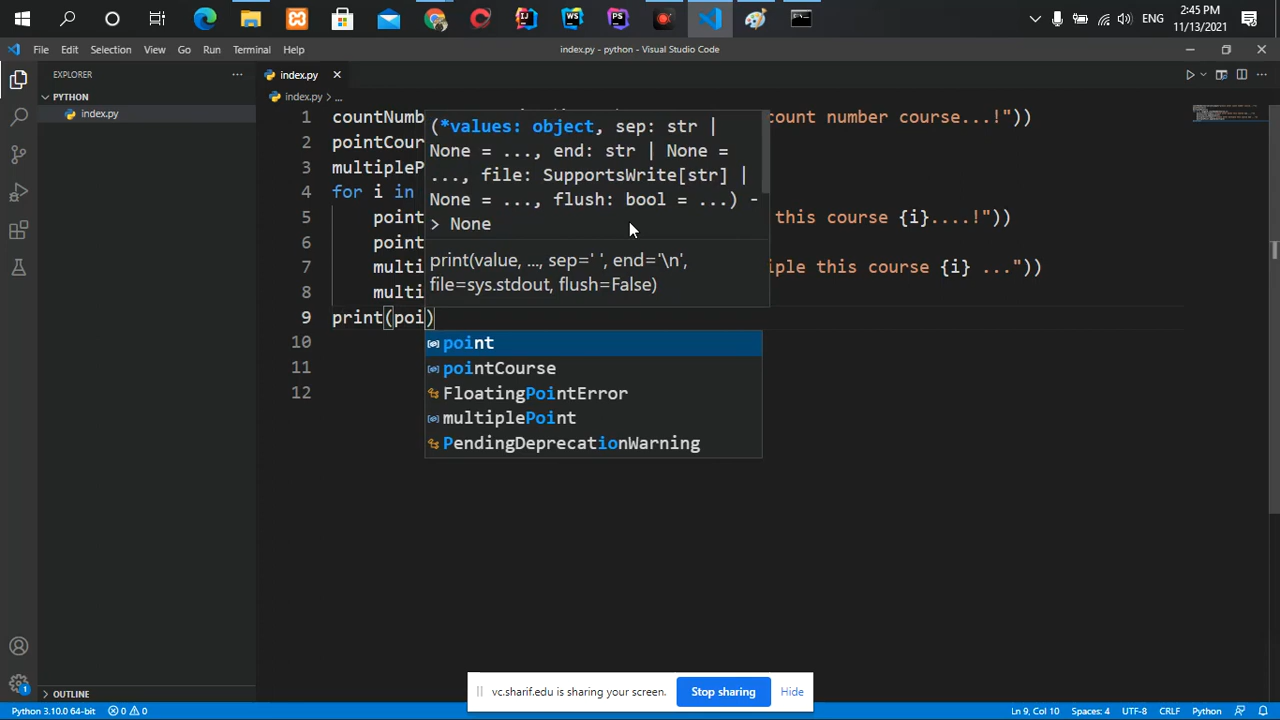 ENG
2:45 PM
11/13/2021
File Edit Selection View Go Run Terminal Help
index.py - python - Visual Studio Code
EXPLORER
PYTHON
index.py
index.py
index.py > ...
1 countNumb ount number course...!"))
2 pointCour
3 multipleP
4 for i in
5 point this course {i}....!"))
6 point
7 multi iple this course {i} ..."))
8 multi
9 print(poi)
10
11
12
(*values: object, sep: str |
None = ..., end: str | None =
..., file: SupportsWrite[str] |
None = ..., flush: bool = ...) -
> None
print(value, ..., sep=' ', end='\n',
file=sys.stdout, flush=False)
point
pointCourse
FloatingPointError
multiplePoint
PendingDeprecationWarning
vc.sharif.edu is sharing your screen. Stop sharing Hide
OUTLINE
1
Python 3.10.0 64-bit 0 0
Ln 9, Col 10 Spaces: 4 UTF-8 CRLF Python